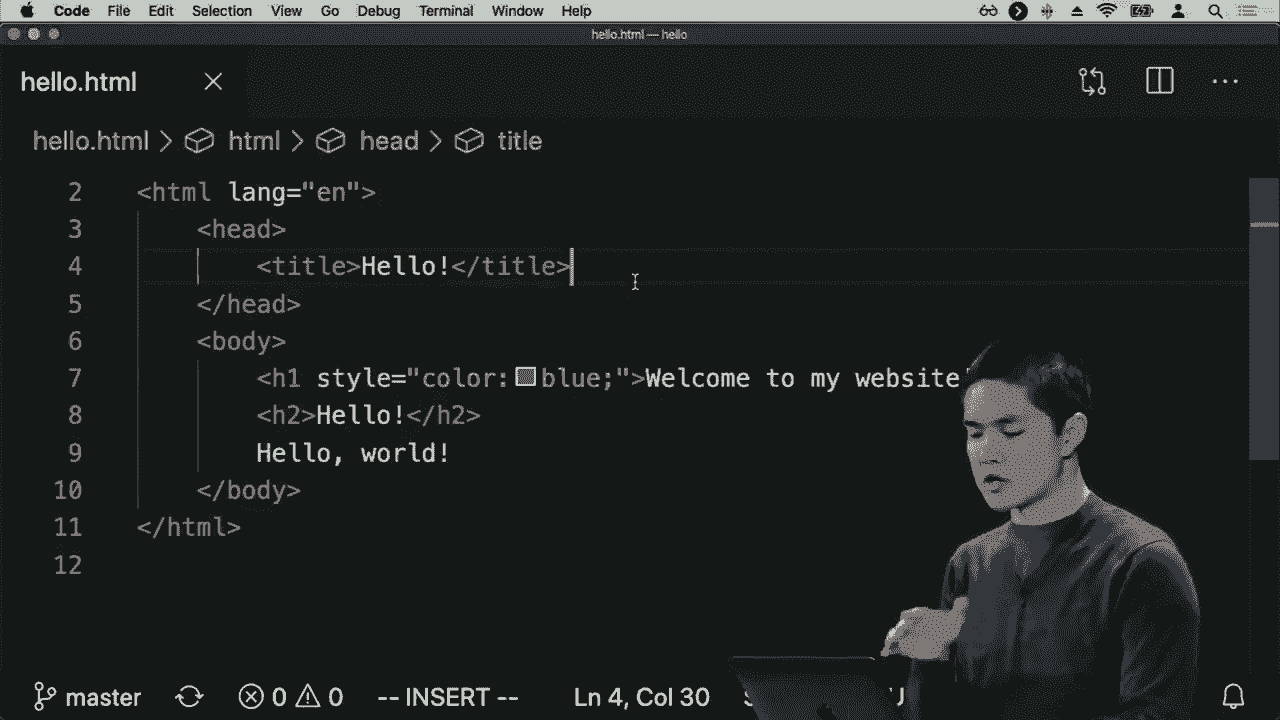 Code File Edit Selection View Go Debug Terminal Window Help
hello.html — hello
hello.html
hello.html > html > head > title
2 <html lang="en">
3 <head>
4 <title>Hello!</title>
5 </head>
6 <body>
7 <h1 style="color: blue;">Welcome to my website
8 <h2>Hello!</h2>
9 Hello, world!
10 </body>
11 </html>
12
master 0 0 -- INSERT -- Ln 4, Col 30